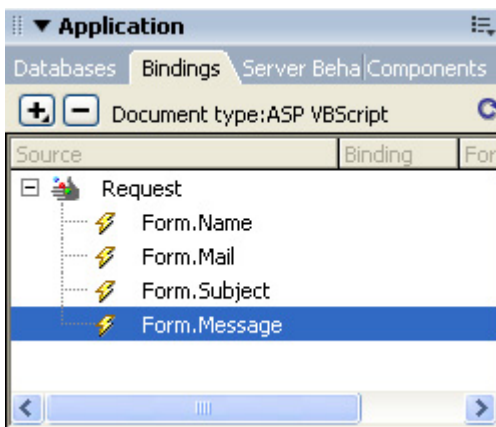 Application
Databases Bindings Server Beha Components
Document type:ASP VBScript
Source Binding For
Request
Form.Name
Form.Mail
Form.Subject
Form.Message